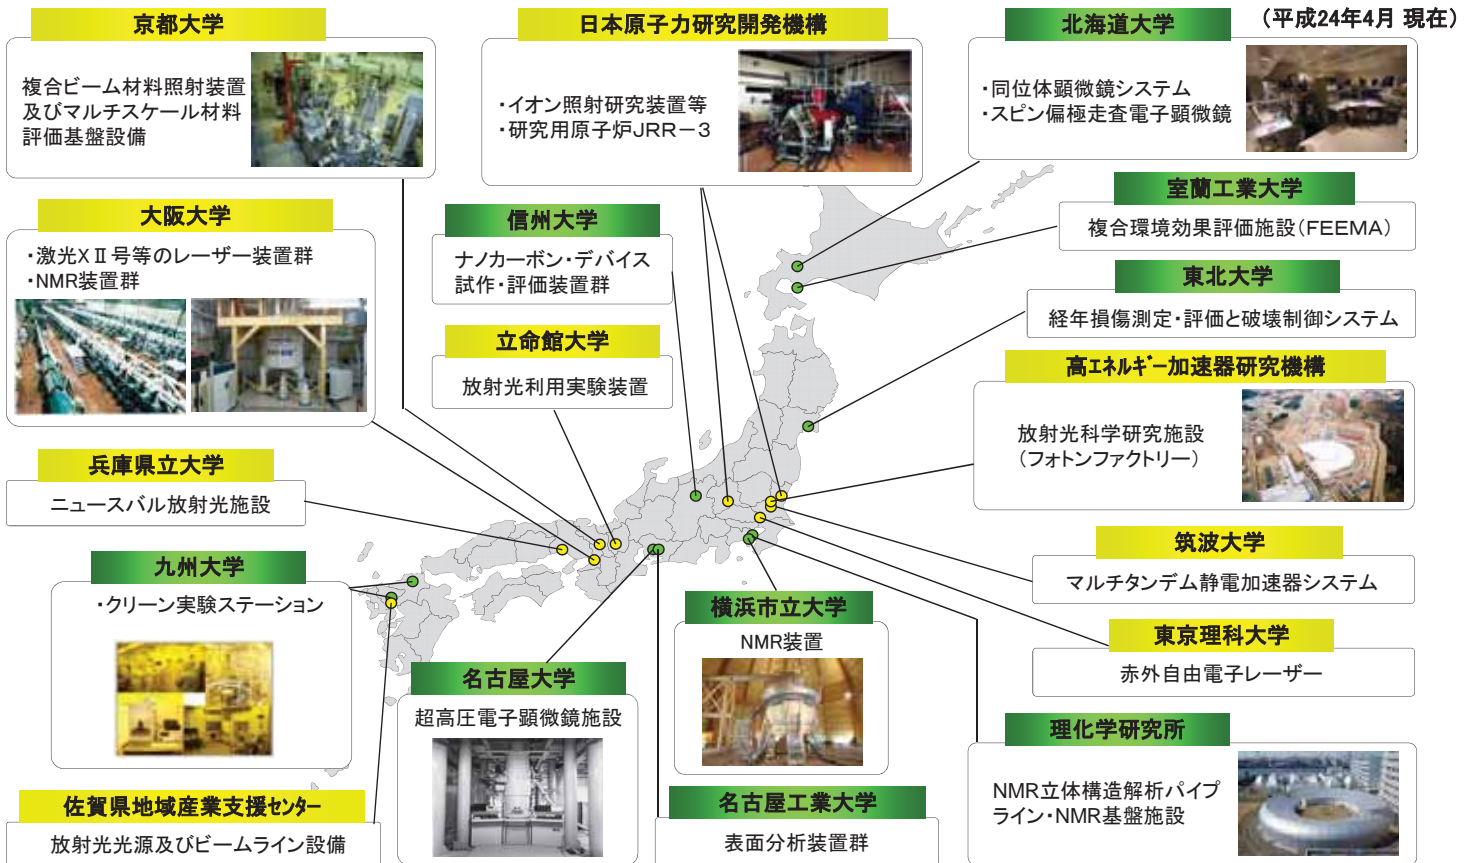 (平成24年4月 現在)
京都大学
複合ビーム材料照射装置
及びマルチスケール材料
評価基盤設備
日本原子力研究開発機構
・イオン照射研究装置等
・研究用原子炉JRR-3
北海道大学
・同位体顕微鏡システム
・スピン偏極走査電子顕微鏡
大阪大学
・激光XⅡ号等のレーザー装置群
・NMR装置群
信州大学
ナノカーボン・デバイス
試作・評価装置群
室蘭工業大学
複合環境効果評価施設(FEEMA)
東北大学
経年損傷測定・評価と破壊制御システム
立命館大学
放射光利用実験装置
高エネルギー加速器研究機構
放射光科学研究施設
(フォトンファクトリー)
兵庫県立大学
ニュースバル放射光施設
筑波大学
マルチタンデム静電加速器システム
九州大学
・クリーン実験ステーション
横浜市立大学
NMR装置
東京理科大学
赤外自由電子レーザー
名古屋大学
超高圧電子顕微鏡施設
理化学研究所
NMR立体構造解析パイプ
ライン・NMR基盤施設
佐賀県地域産業支援センター
放射光光源及びビームライン設備
名古屋工業大学
表面分析装置群